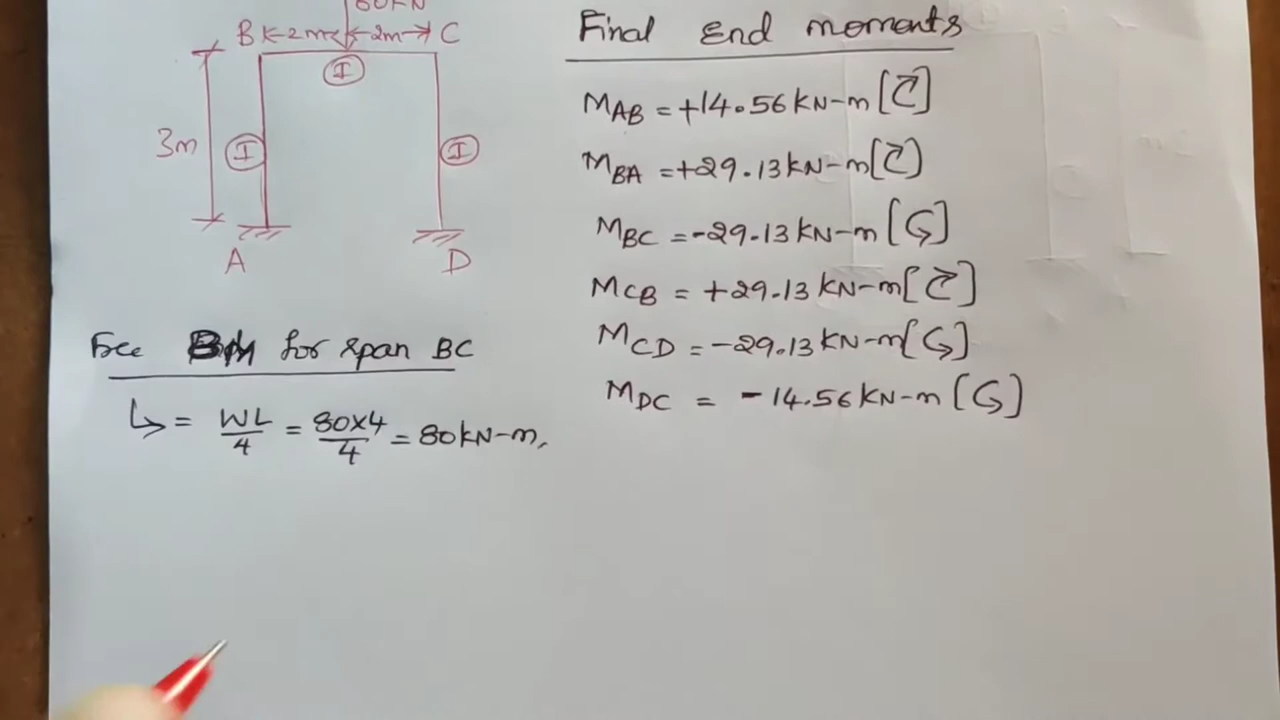 80KN
B 2m 2m C
I
3m I I
A D
Free BM for span BC
↳ = WL/4 = 80×4/4 = 80kN-m,
Final End moments
MAB = +14.56 kN-m [↻]
MBA = +29.13 kN-m [↻]
MBC = -29.13 kN-m [↺]
MCB = +29.13 kN-m [↻]
MCD = -29.13 kN-m [↺]
MDC = -14.56 kN-m [↺]